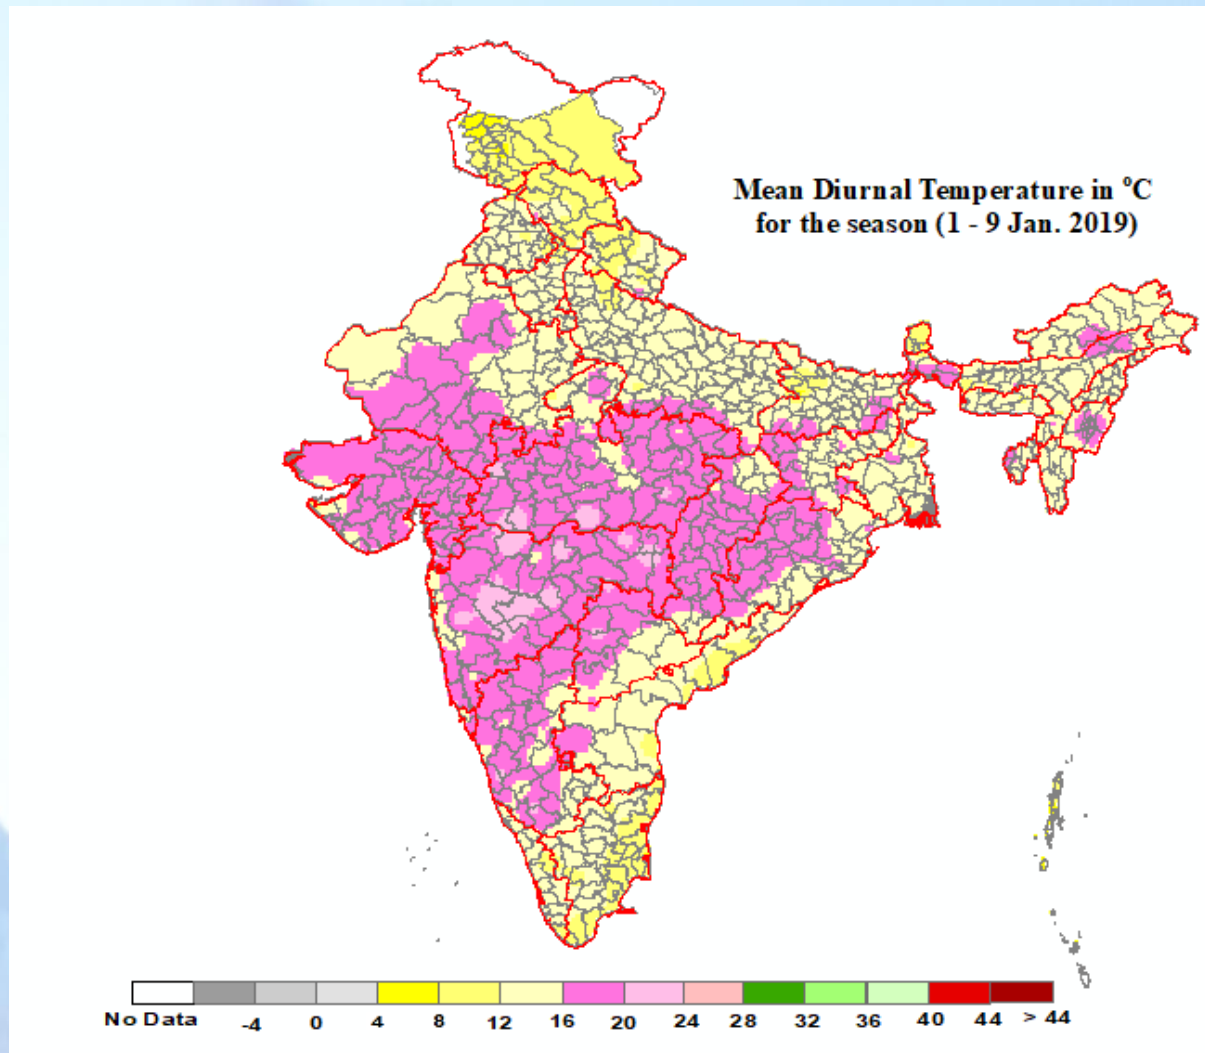 Mean Diurnal Temperature in °C
for the season (1 - 9 Jan. 2019)
No Data -4 0 4 8 12 16 20 24 28 32 36 40 44 > 44